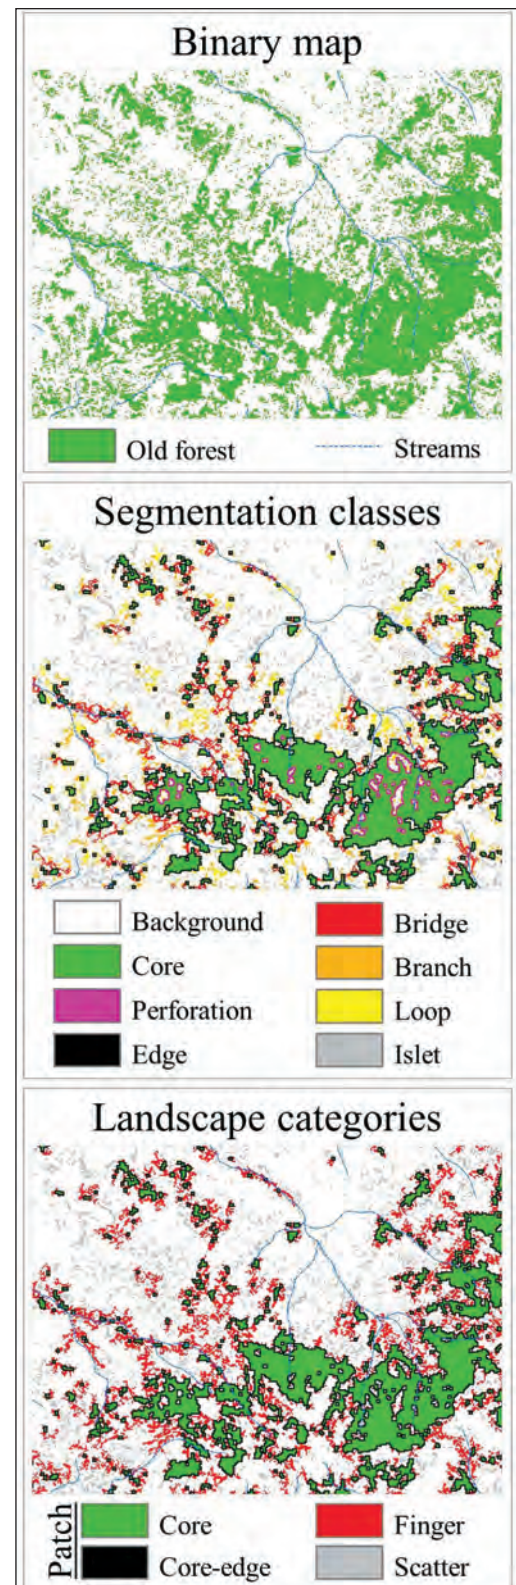 Binary map
Old forest
Streams
Segmentation classes
Background
Bridge
Core
Branch
Perforation
Loop
Edge
Islet
Landscape categories
Patch
Core
Finger
Core-edge
Scatter